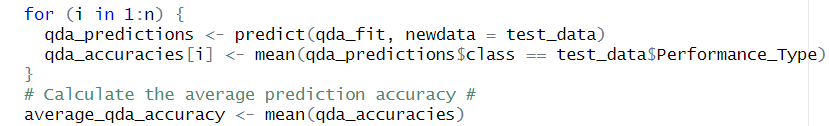 for (i in 1:n) {
  qda_predictions <- predict(qda_fit, newdata = test_data)
  qda_accuracies[i] <- mean(qda_predictions$class == test_data$Performance_Type)
}
# Calculate the average prediction accuracy #
average_qda_accuracy <- mean(qda_accuracies)